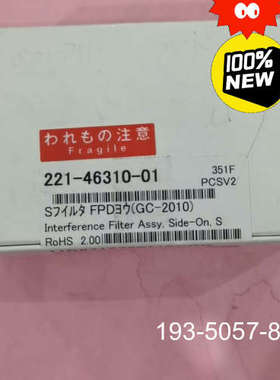 100%
NEW
われもの注意
Fragile
221-46310-01
351F
PCSV2
Sフイルタ FPDヨウ(GC-2010)
Interference Filter Assy, Side-On, S
RoHS 2.00
193-5057-8